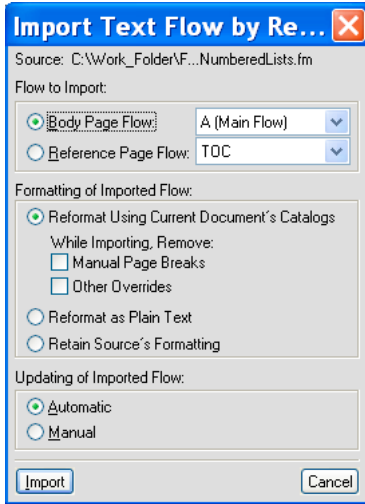 Import Text Flow by Re...
Source: C:\Work_Folder\F...NumberedLists.fm
Flow to Import:
Body Page Flow: A (Main Flow)
Reference Page Flow: TOC
Formatting of Imported Flow:
Reformat Using Current Document's Catalogs
While Importing, Remove:
Manual Page Breaks
Other Overrides
Reformat as Plain Text
Retain Source's Formatting
Updating of Imported Flow:
Automatic
Manual
Import Cancel